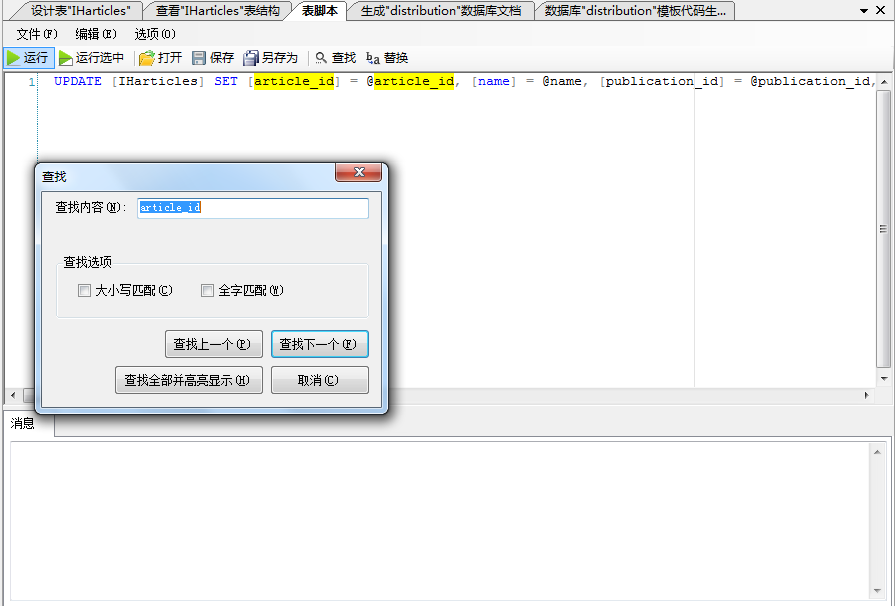 设计表"IHarticles" 查看"IHarticles"表结构 表脚本 生成"distribution"数据库文档 数据库"distribution"模板代码生...
文件(F) 编辑(E) 选项(O)
运行 运行选中 打开 保存 另存为 查找 替换
1 UPDATE [IHarticles] SET [article_id] = @article_id, [name] = @name, [publication_id] = @publication_id,
查找
查找内容(N): article_id
查找选项
大小写匹配(C) 全字匹配(W)
查找上一个(P) 查找下一个(F)
查找全部并高亮显示(H) 取消(C)
消息